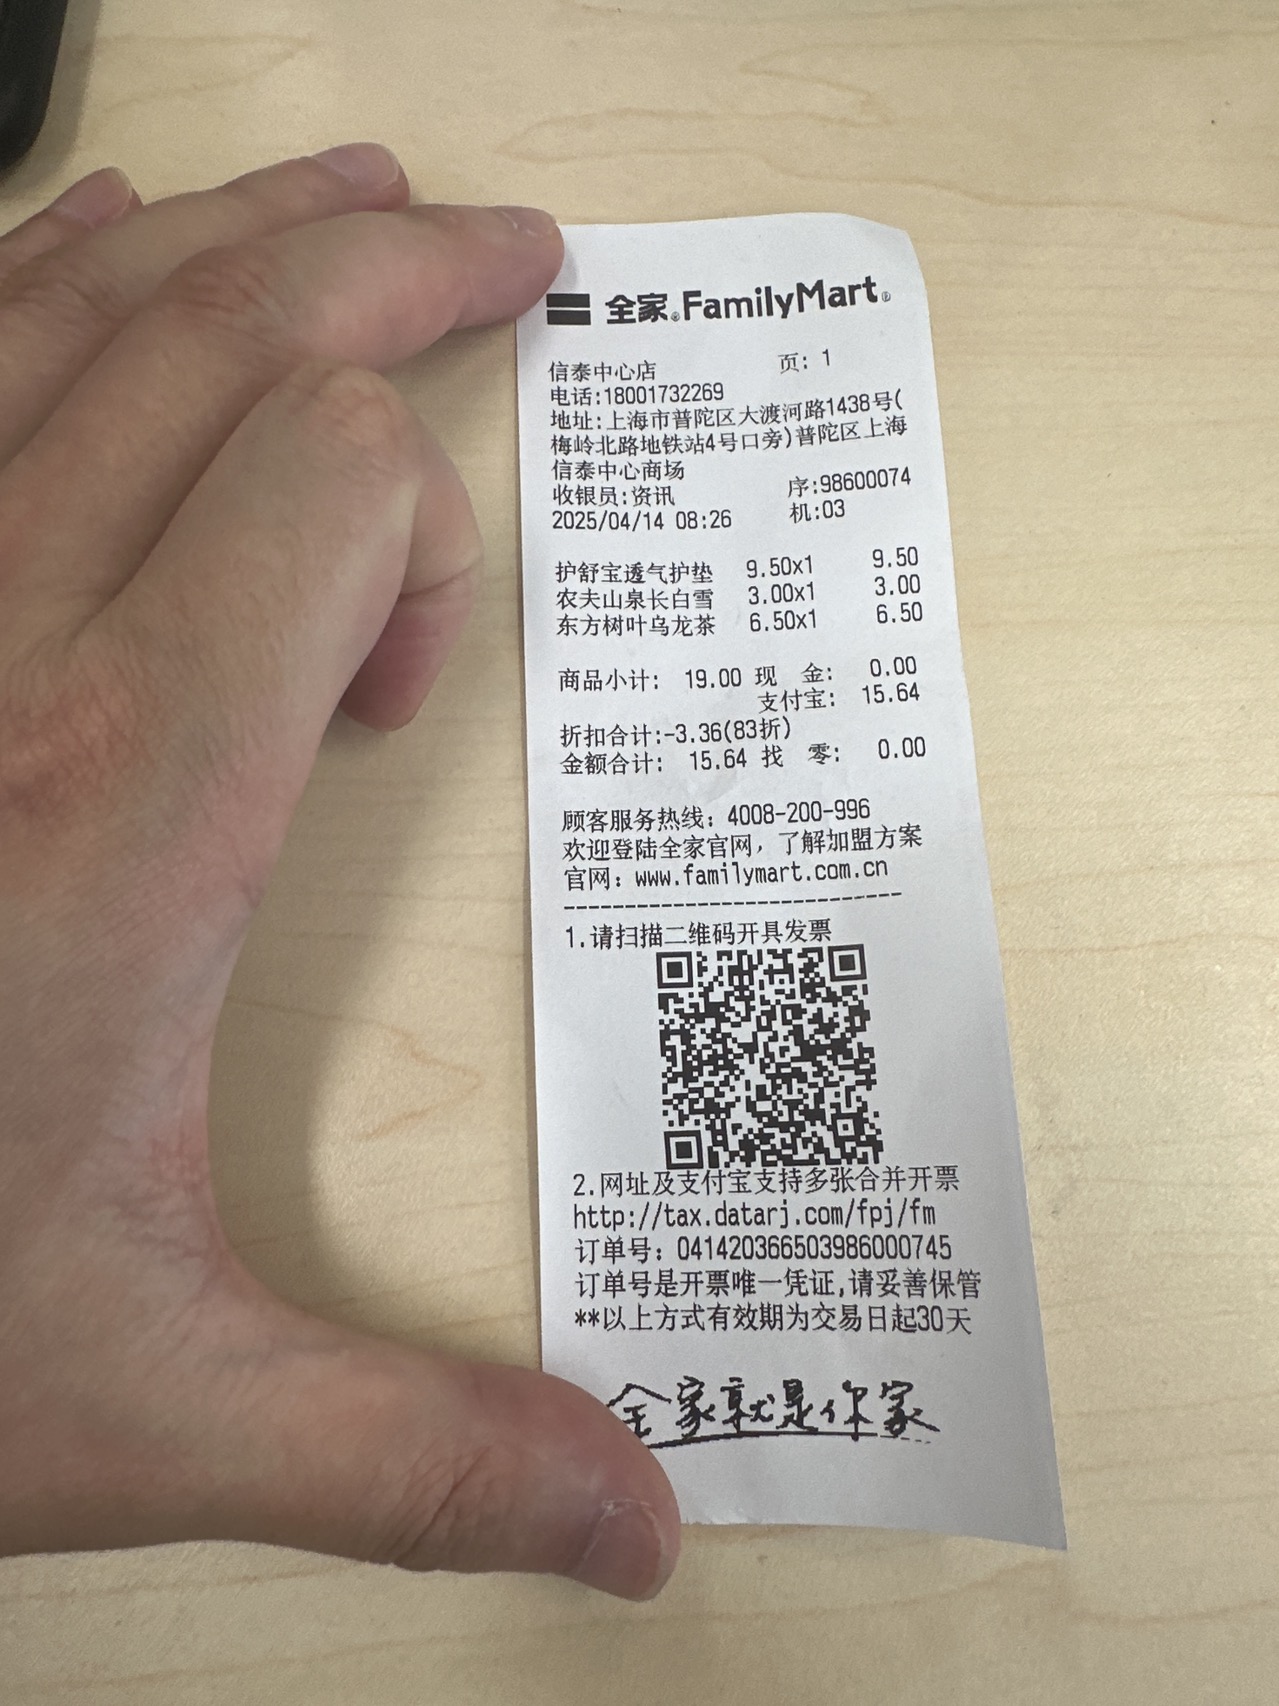 全家®FamilyMart®
信泰中心店 页: 1
电话:18001732269
地址:上海市普陀区大渡河路1438号(
梅岭北路地铁站4号口旁)普陀区上海
信泰中心商场
收银员:资讯 序:98600074
2025/04/14 08:26 机:03
护舒宝透气护垫 9.50x1 9.50
农夫山泉长白雪 3.00x1 3.00
东方树叶乌龙茶 6.50x1 6.50
商品小计: 19.00 现 金: 0.00
支付宝: 15.64
折扣合计:-3.36(83折)
金额合计: 15.64 找 零: 0.00
顾客服务热线: 4008-200-996
欢迎登陆全家官网，了解加盟方案
官网: www.familymart.com.cn
----------------------------
1.请扫描二维码开具发票
2.网址及支付宝支持多张合并开票
http://tax.datarj.com/fpj/fm
订单号: 041420366503986000745
订单号是开票唯一凭证,请妥善保管
**以上方式有效期为交易日起30天
全家就是你家